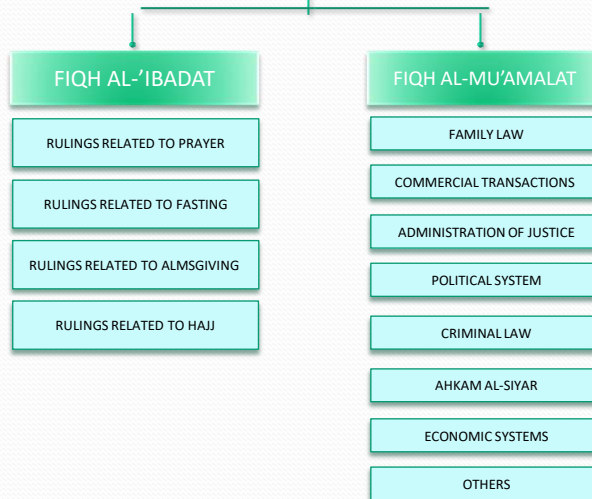 FIQH AL-’IBADAT
RULINGS RELATED TO PRAYER
RULINGS RELATED TO FASTING
RULINGS RELATED TO ALMSGIVING
RULINGS RELATED TO HAJJ
FIQH AL-MU’AMALAT
FAMILY LAW
COMMERCIAL TRANSACTIONS
ADMINISTRATION OF JUSTICE
POLITICAL SYSTEM
CRIMINAL LAW
AHKAM AL-SIYAR
ECONOMIC SYSTEMS
OTHERS